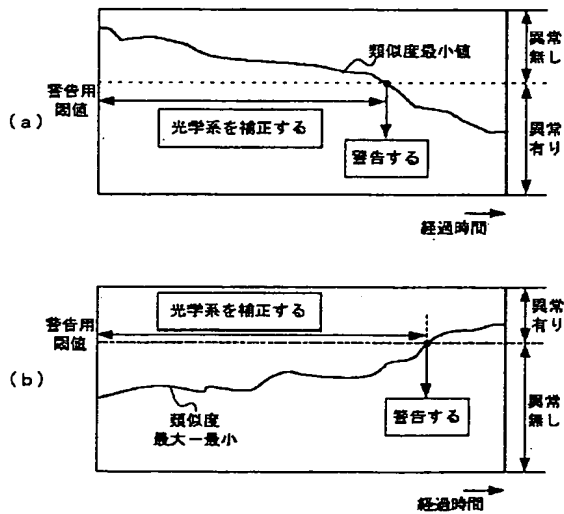 類似度最小値
異常
無し
警告用
閾値
(a)
光学系を補正する
警告する
異常
有り
経過時間
光学系を補正する
警告用
閾値
異常
有り
(b)
類似度
最大ー最小
警告する
異常
無し
経過時間